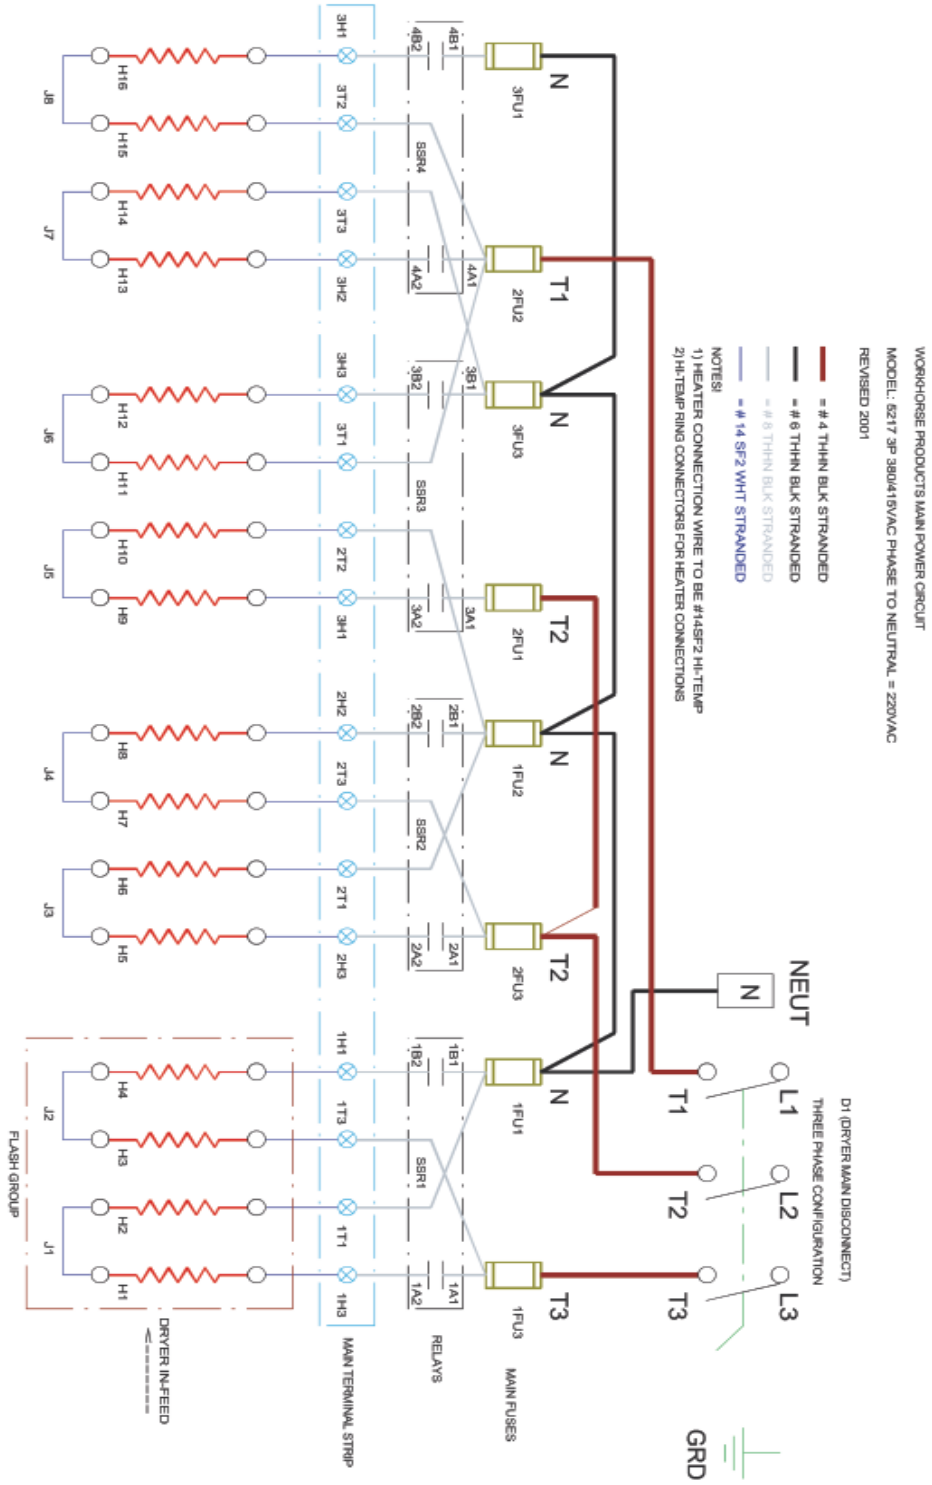 WORKHORSE PRODUCTS MAIN POWER CIRCUIT
MODEL: 5217 3P 380/415VAC PHASE TO NEUTRAL = 220VAC
REVISED 2001
= # 4 THHN BLK STRANDED
= # 6 THHN BLK STRANDED
= # 8 THHN BLK STRANDED
= # 14 SF2 WHT STRANDED
NOTES!
1) HEATER CONNECTION WIRE TO BE #14SF2 HI-TEMP
2) HI-TEMP RING CONNECTORS FOR HEATER CONNECTIONS
D1 (DRYER MAIN DISCONNECT)
THREE PHASE CONFIGURATION
NEUT
N
L1
L2
L3
T1
T2
T3
GRD
N
T1
N
T2
N
T2
N
T3
3FU1
2FU2
3FU3
2FU1
1FU2
2FU3
1FU1
1FU3
MAIN FUSES
4B1
4A1
3B1
3A1
2B1
2A1
1B1
1A1
SSR4
SSR3
SSR2
SSR1
RELAYS
4B2
4A2
3B2
3A2
2B2
2A2
1B2
1A2
3H1
3T2
3T3
3H2
3H3
3T1
2T2
3H1
2H2
2T3
2T1
2H3
1H1
1T3
1T1
1H3
MAIN TERMINAL STRIP
H16
H15
H14
H13
H12
H11
H10
H9
H8
H7
H6
H5
H4
H3
H2
H1
DRYER IN-FEED
J8
J7
J6
J5
J4
J3
J2
J1
FLASH GROUP